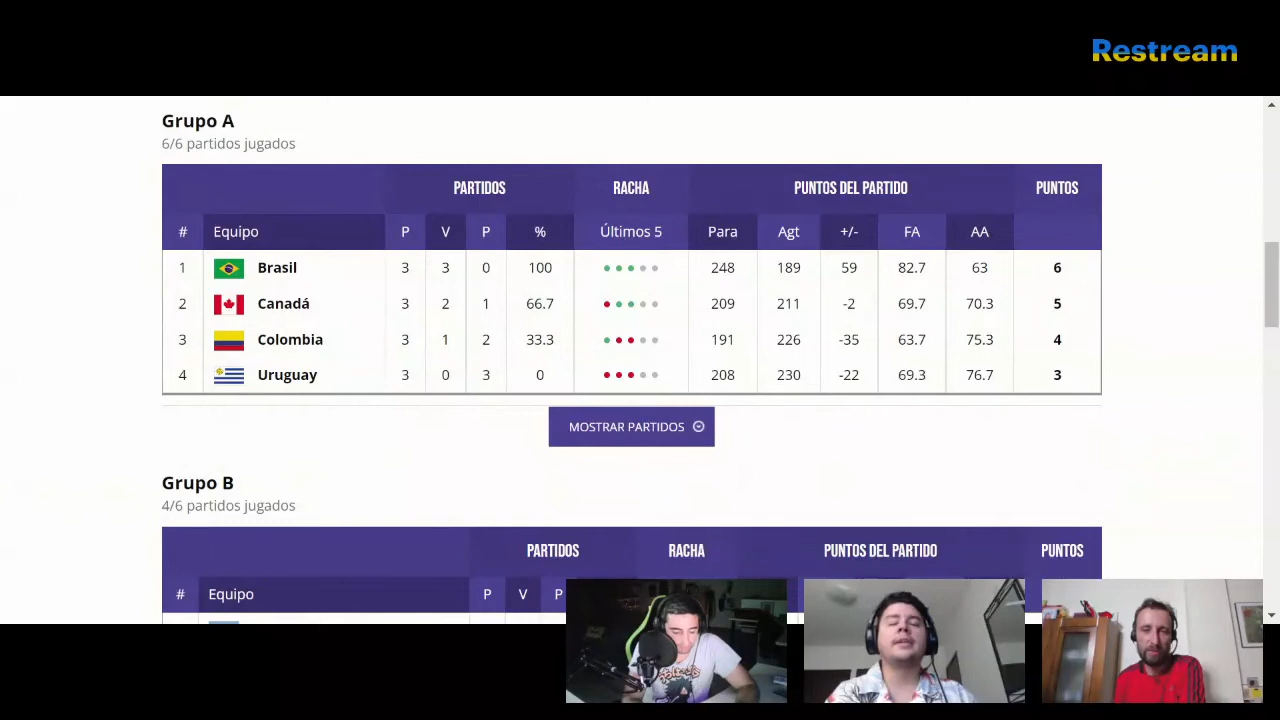 Restream
Grupo A
6/6 partidos jugados
PARTIDOS RACHA PUNTOS DEL PARTIDO PUNTOS
# Equipo P V P % Últimos 5 Para Agt +/- FA AA
1 Brasil 3 3 0 100 248 189 59 82.7 63 6
2 Canadá 3 2 1 66.7 209 211 -2 69.7 70.3 5
3 Colombia 3 1 2 33.3 191 226 -35 63.7 75.3 4
4 Uruguay 3 0 3 0 208 230 -22 69.3 76.7 3
MOSTRAR PARTIDOS
Grupo B
4/6 partidos jugados
PARTIDOS RACHA PUNTOS DEL PARTIDO PUNTOS
# Equipo P V P